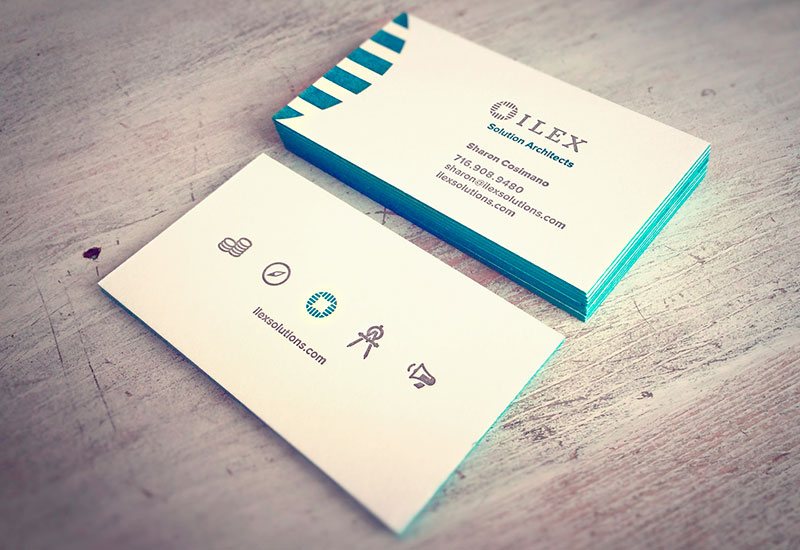 ILEX
Solution Architects
Sharon Cosimano
716.908.9480
sharon@ilexsolutions.com
ilexsolutions.com
ilexsolutions.com